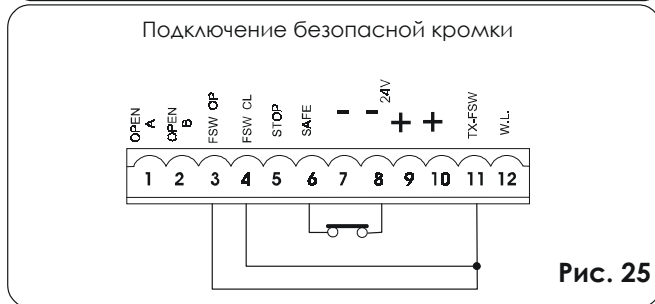 Подключение безопасной кромки
OPEN A
OPEN B
FSW OP
FSW CL
STOP
SAFE
-
- 24V
+
+
TX-FSW
W.L.
1 2 3 4 5 6 7 8 9 10 11 12
Рис. 25